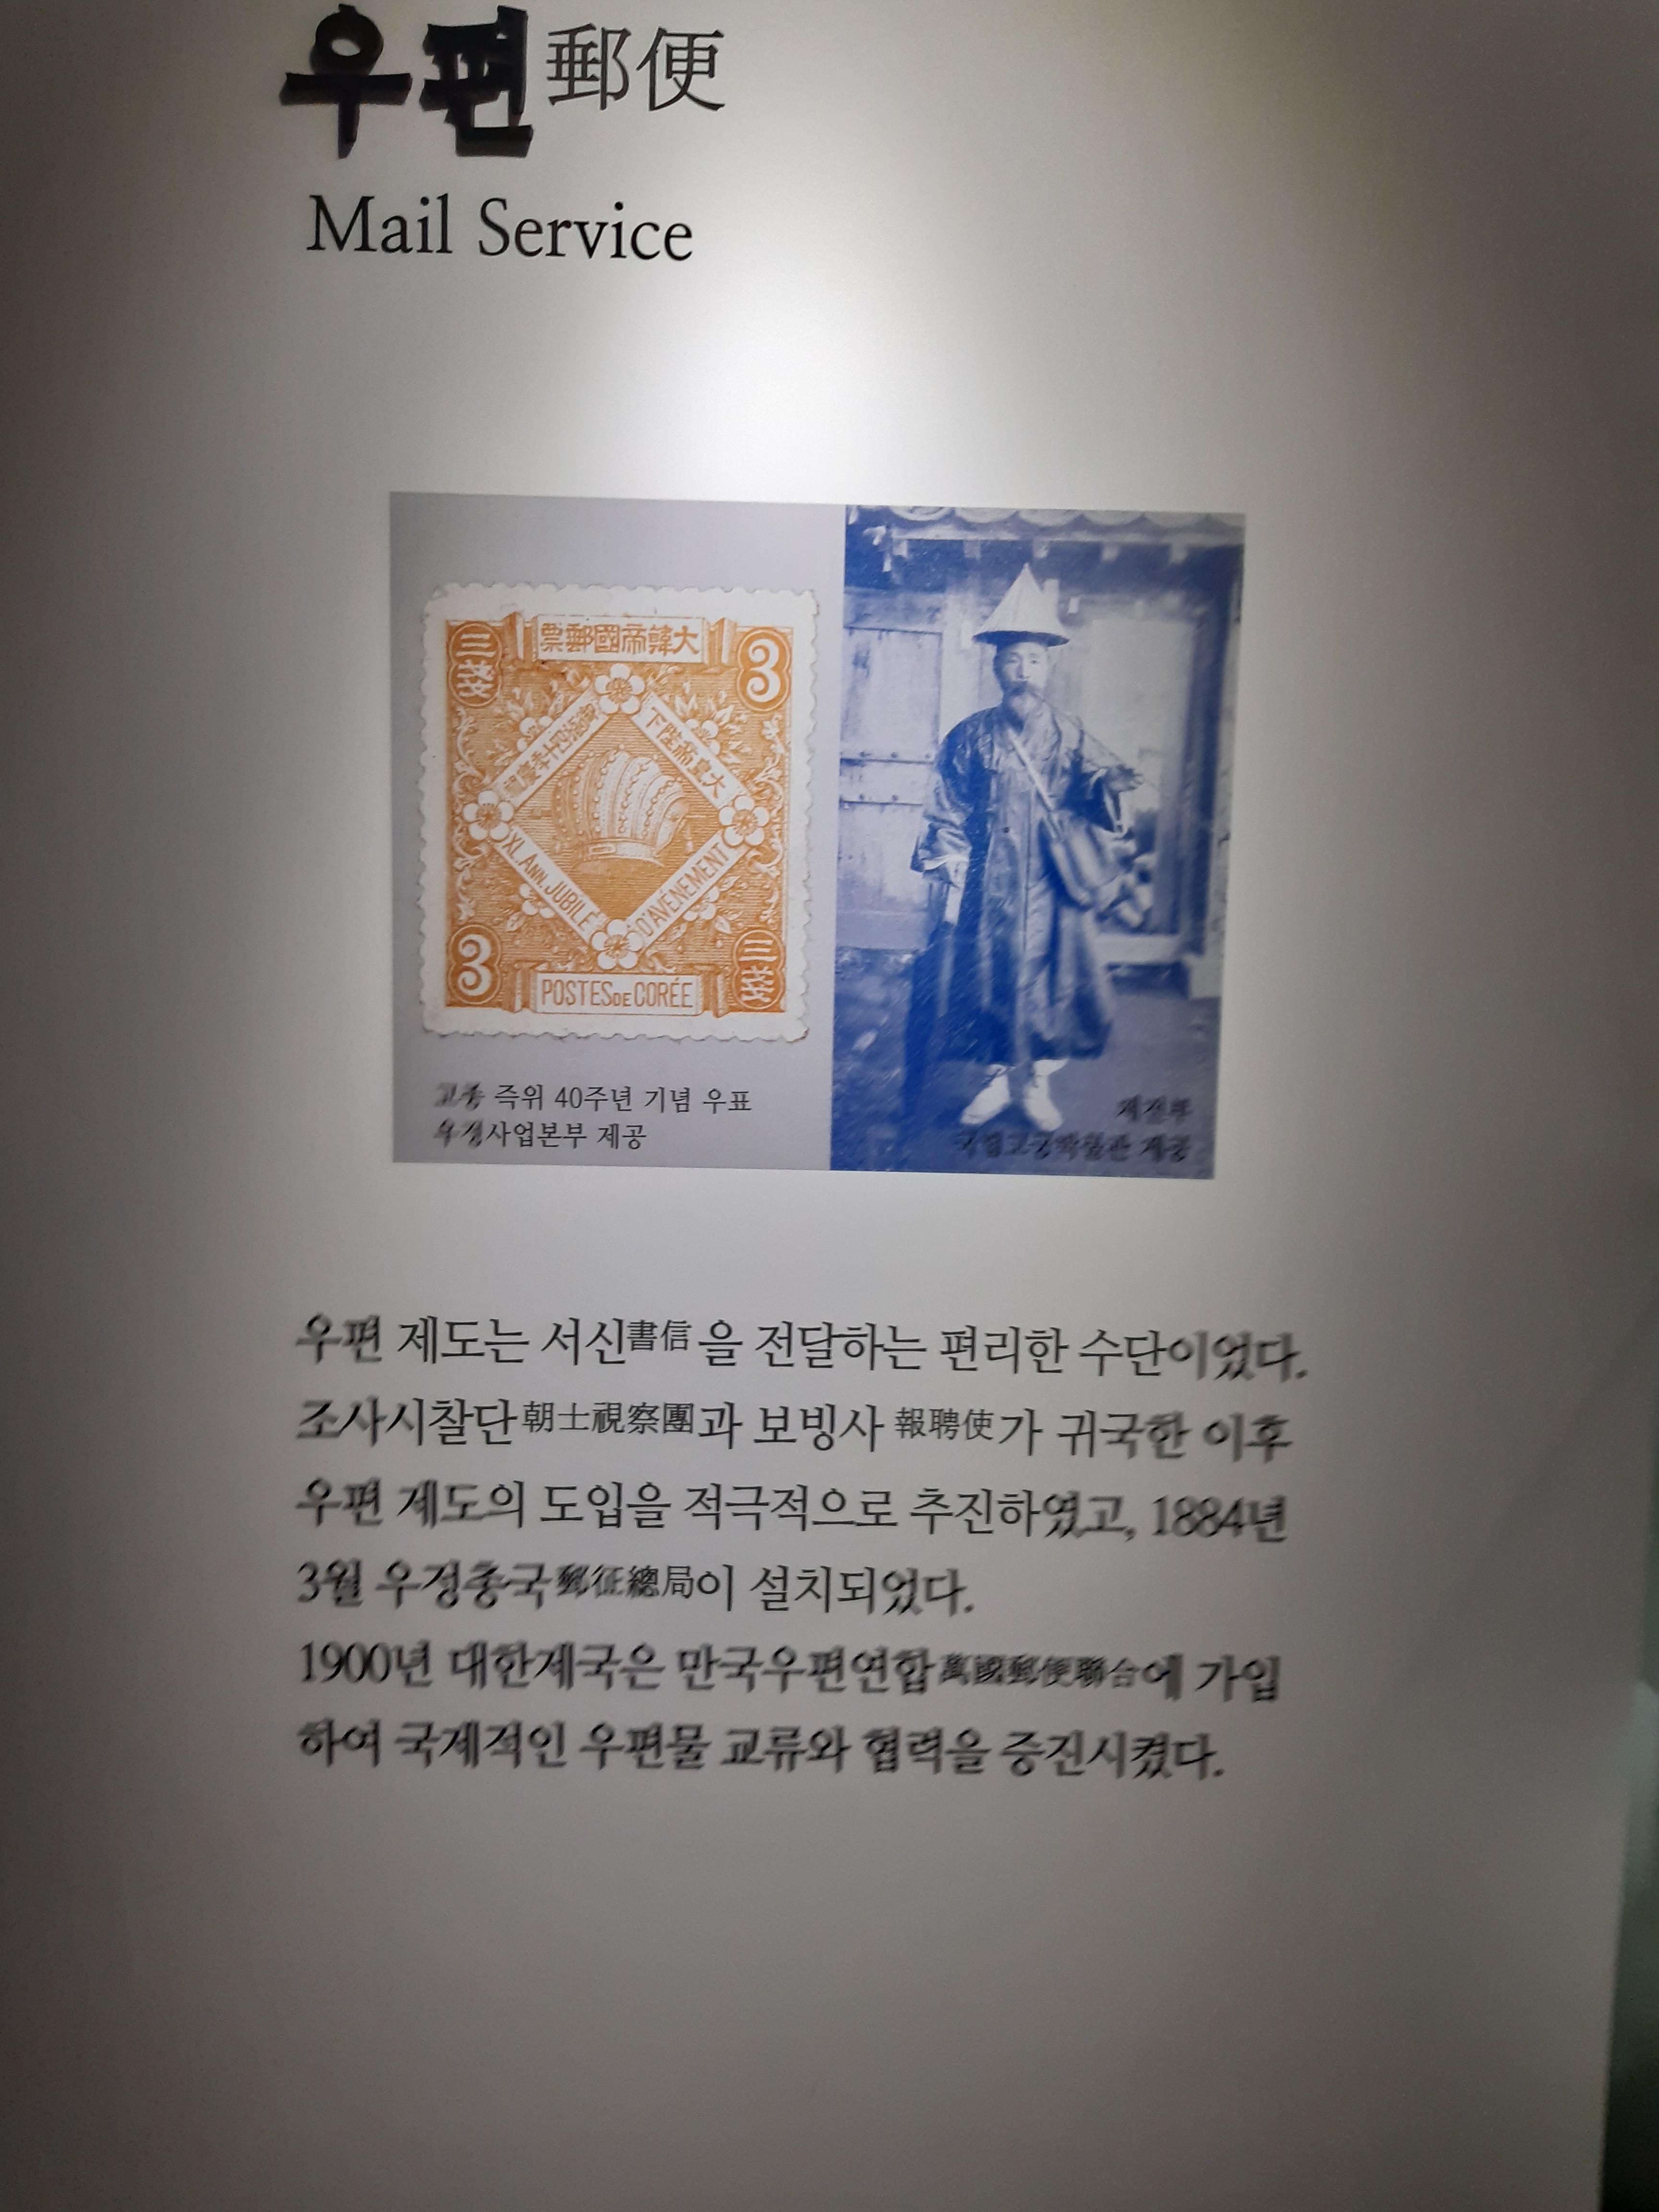 우편 郵便
Mail Service
票郵國帝韓大
三
3
下陛帝皇大
XL ANN. JUBILÉ
D'AVÉNEMENT
3
POSTES DE CORÉE
三
고종 즉위 40주년 기념 우표
우정사업본부 제공
체전부
국립고궁박물관 제공
우편 제도는 서신書信을 전달하는 편리한 수단이었다.
조사시찰단朝士視察團과 보빙사 報聘使가 귀국한 이후
우편 제도의 도입을 적극적으로 추진하였고, 1884년
3월 우정총국郵征總局이 설치되었다.
1900년 대한제국은 만국우편연합萬國郵便聯合에 가입
하여 국제적인 우편물 교류와 협력을 증진시켰다.